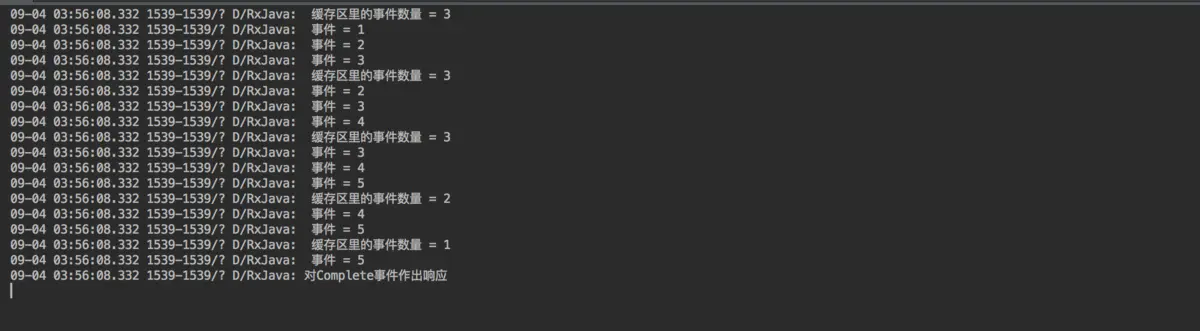 09-04 03:56:08.332 1539-1539/? D/RxJava:  缓存区里的事件数量 = 3
09-04 03:56:08.332 1539-1539/? D/RxJava:  事件 = 1
09-04 03:56:08.332 1539-1539/? D/RxJava:  事件 = 2
09-04 03:56:08.332 1539-1539/? D/RxJava:  事件 = 3
09-04 03:56:08.332 1539-1539/? D/RxJava:  缓存区里的事件数量 = 3
09-04 03:56:08.332 1539-1539/? D/RxJava:  事件 = 2
09-04 03:56:08.332 1539-1539/? D/RxJava:  事件 = 3
09-04 03:56:08.332 1539-1539/? D/RxJava:  事件 = 4
09-04 03:56:08.332 1539-1539/? D/RxJava:  缓存区里的事件数量 = 3
09-04 03:56:08.332 1539-1539/? D/RxJava:  事件 = 3
09-04 03:56:08.332 1539-1539/? D/RxJava:  事件 = 4
09-04 03:56:08.332 1539-1539/? D/RxJava:  事件 = 5
09-04 03:56:08.332 1539-1539/? D/RxJava:  缓存区里的事件数量 = 2
09-04 03:56:08.332 1539-1539/? D/RxJava:  事件 = 4
09-04 03:56:08.332 1539-1539/? D/RxJava:  事件 = 5
09-04 03:56:08.332 1539-1539/? D/RxJava:  缓存区里的事件数量 = 1
09-04 03:56:08.332 1539-1539/? D/RxJava:  事件 = 5
09-04 03:56:08.332 1539-1539/? D/RxJava: 对Complete事件作出响应